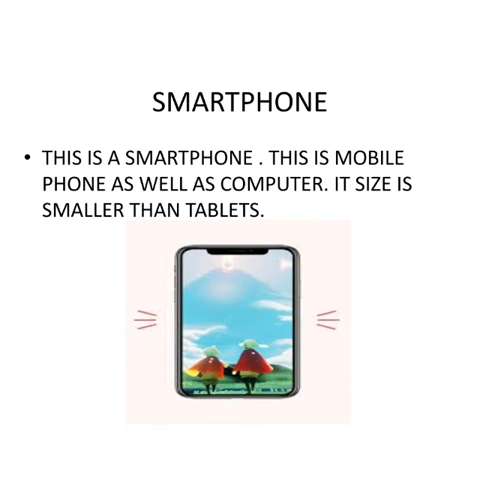 SMARTPHONE
• THIS IS A SMARTPHONE . THIS IS MOBILE
PHONE AS WELL AS COMPUTER. IT SIZE IS
SMALLER THAN TABLETS.